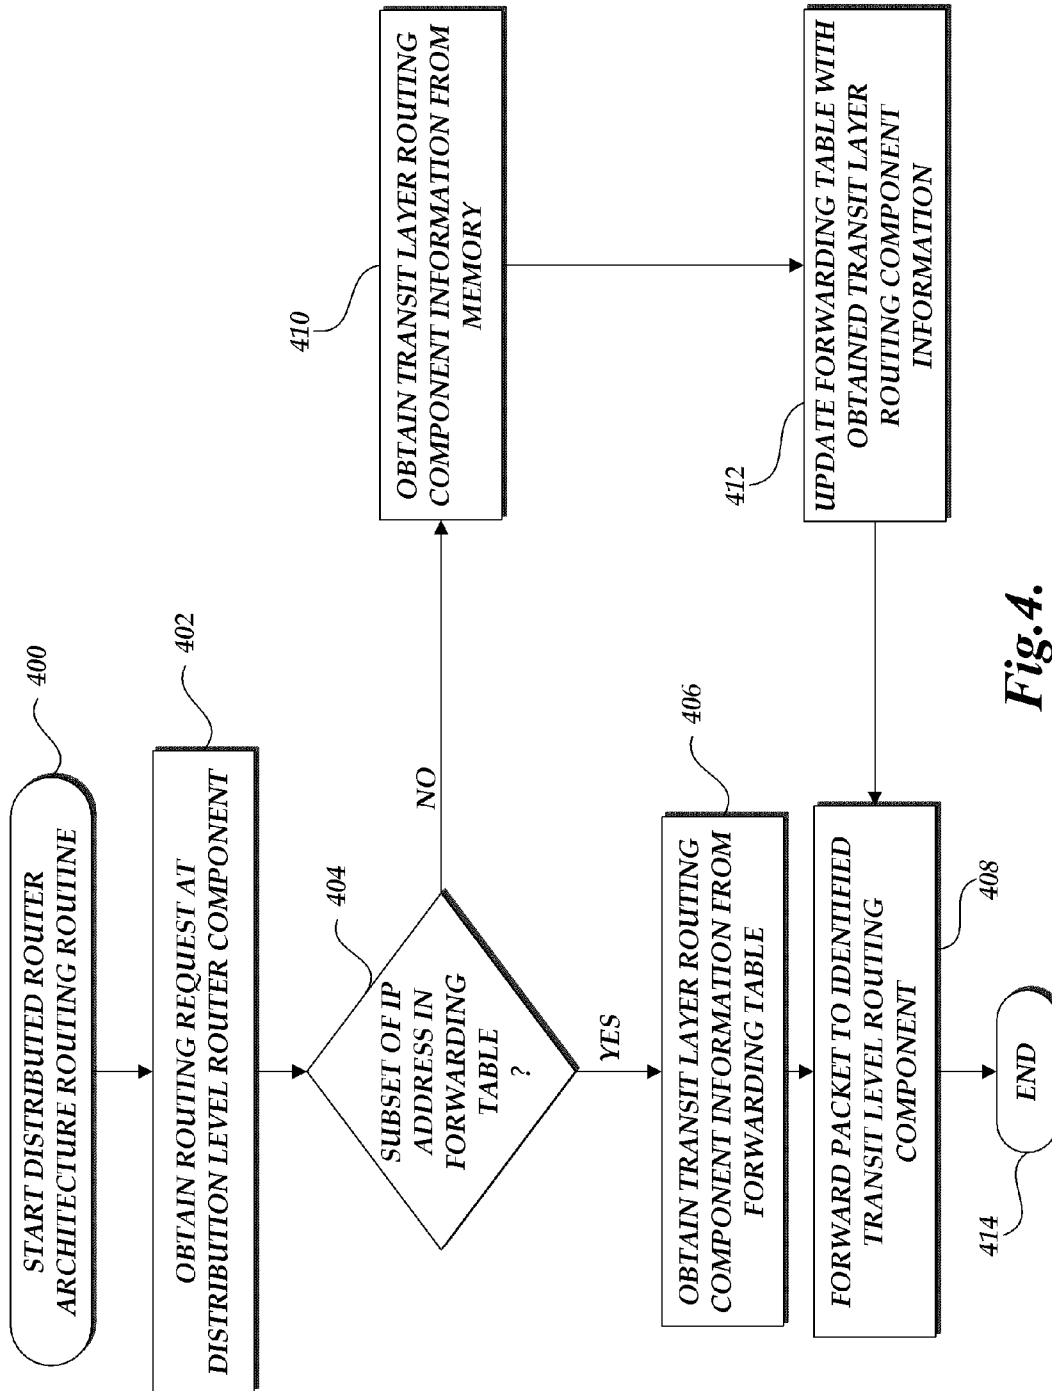 START DISTRIBUTED ROUTER
ARCHITECTURE ROUTING ROUTINE
400
OBTAIN ROUTING REQUEST AT
DISTRIBUTION LEVEL ROUTER COMPONENT
402
SUBSET OF IP
ADDRESS IN
FORWARDING
TABLE
?
404
NO
YES
OBTAIN TRANSIT LAYER ROUTING
COMPONENT INFORMATION FROM
FORWARDING TABLE
406
FORWARD PACKET TO IDENTIFIED
TRANSIT LEVEL ROUTING
COMPONENT
408
END
414
OBTAIN TRANSIT LAYER ROUTING
COMPONENT INFORMATION FROM
MEMORY
410
UPDATE FORWARDING TABLE WITH
OBTAINED TRANSIT LAYER
ROUTING COMPONENT
INFORMATION
412
Fig.4.